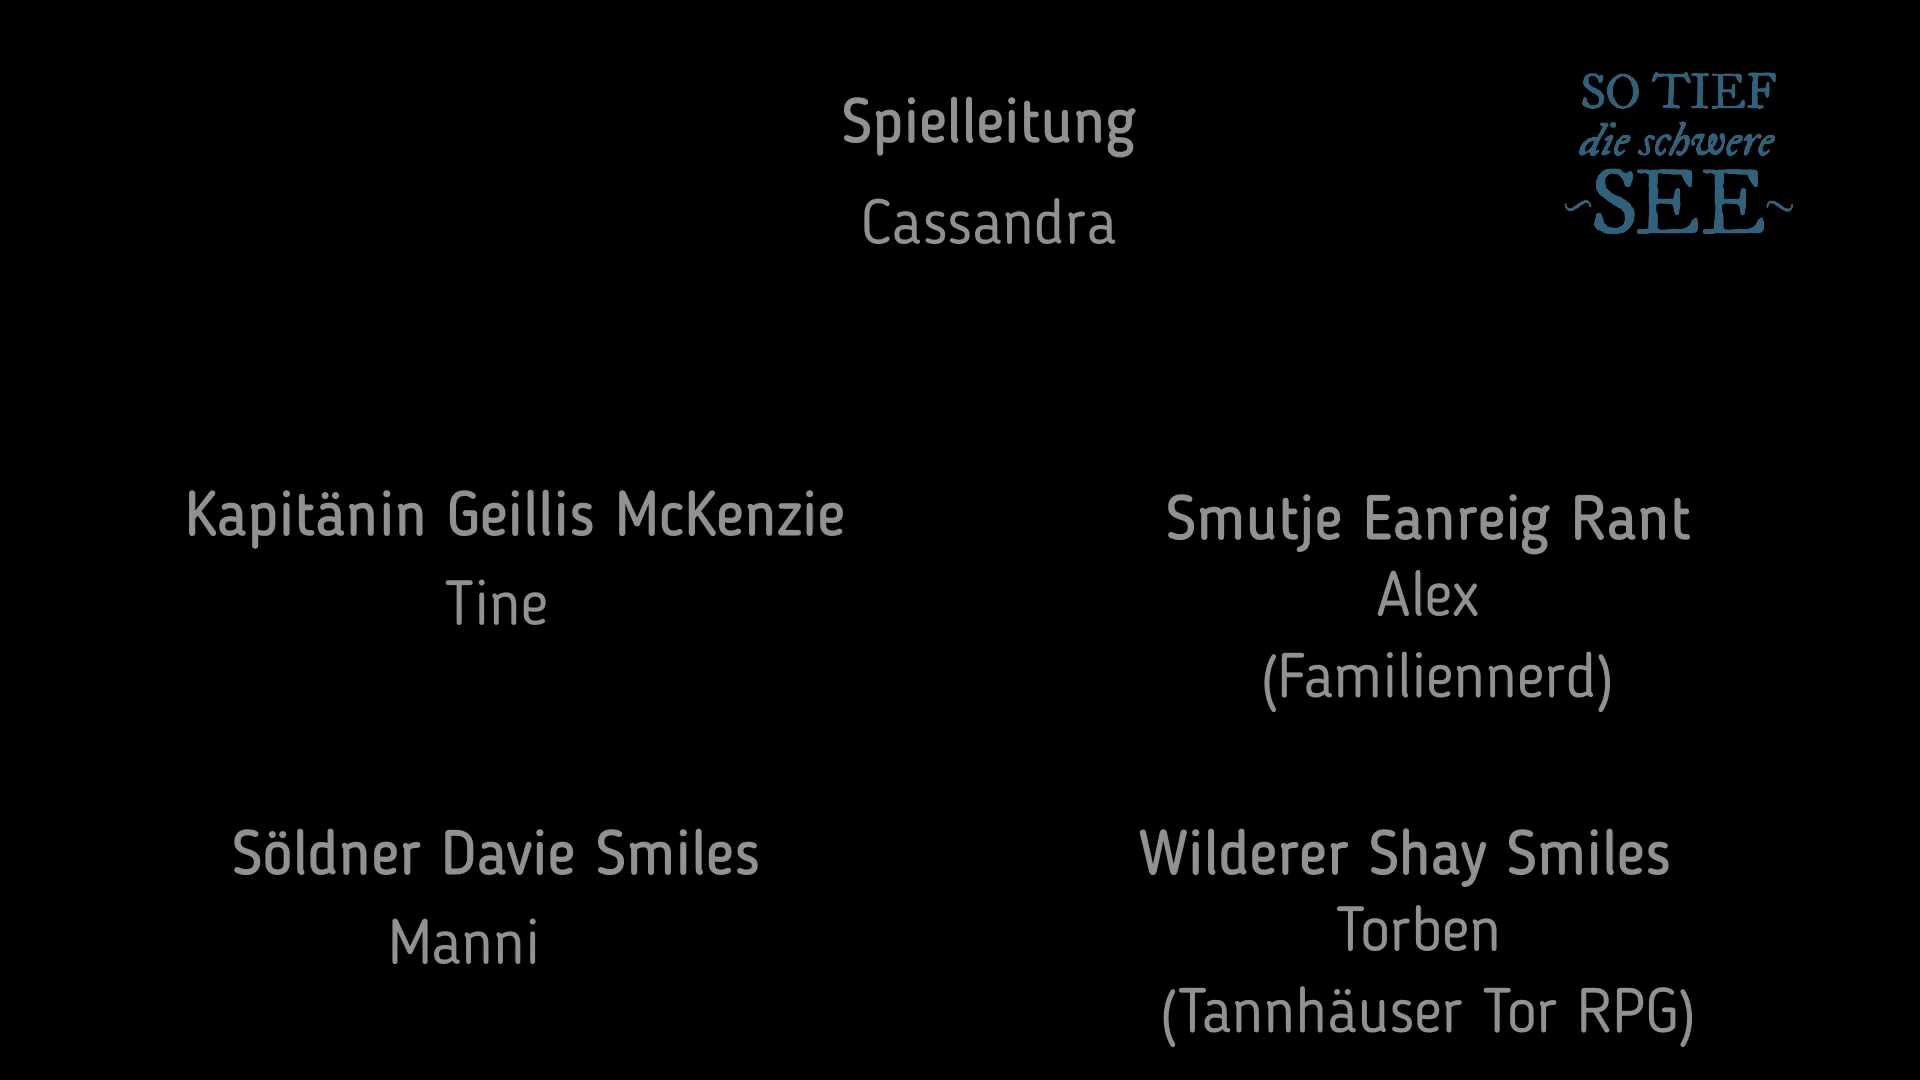 Spielleitung
Cassandra
SO TIEF
die schwere
~SEE~
Kapitänin Geillis McKenzie
Tine
Smutje Eanreig Rant
Alex
(Familiennerd)
Söldner Davie Smiles
Manni
Wilderer Shay Smiles
Torben
(Tannhäuser Tor RPG)